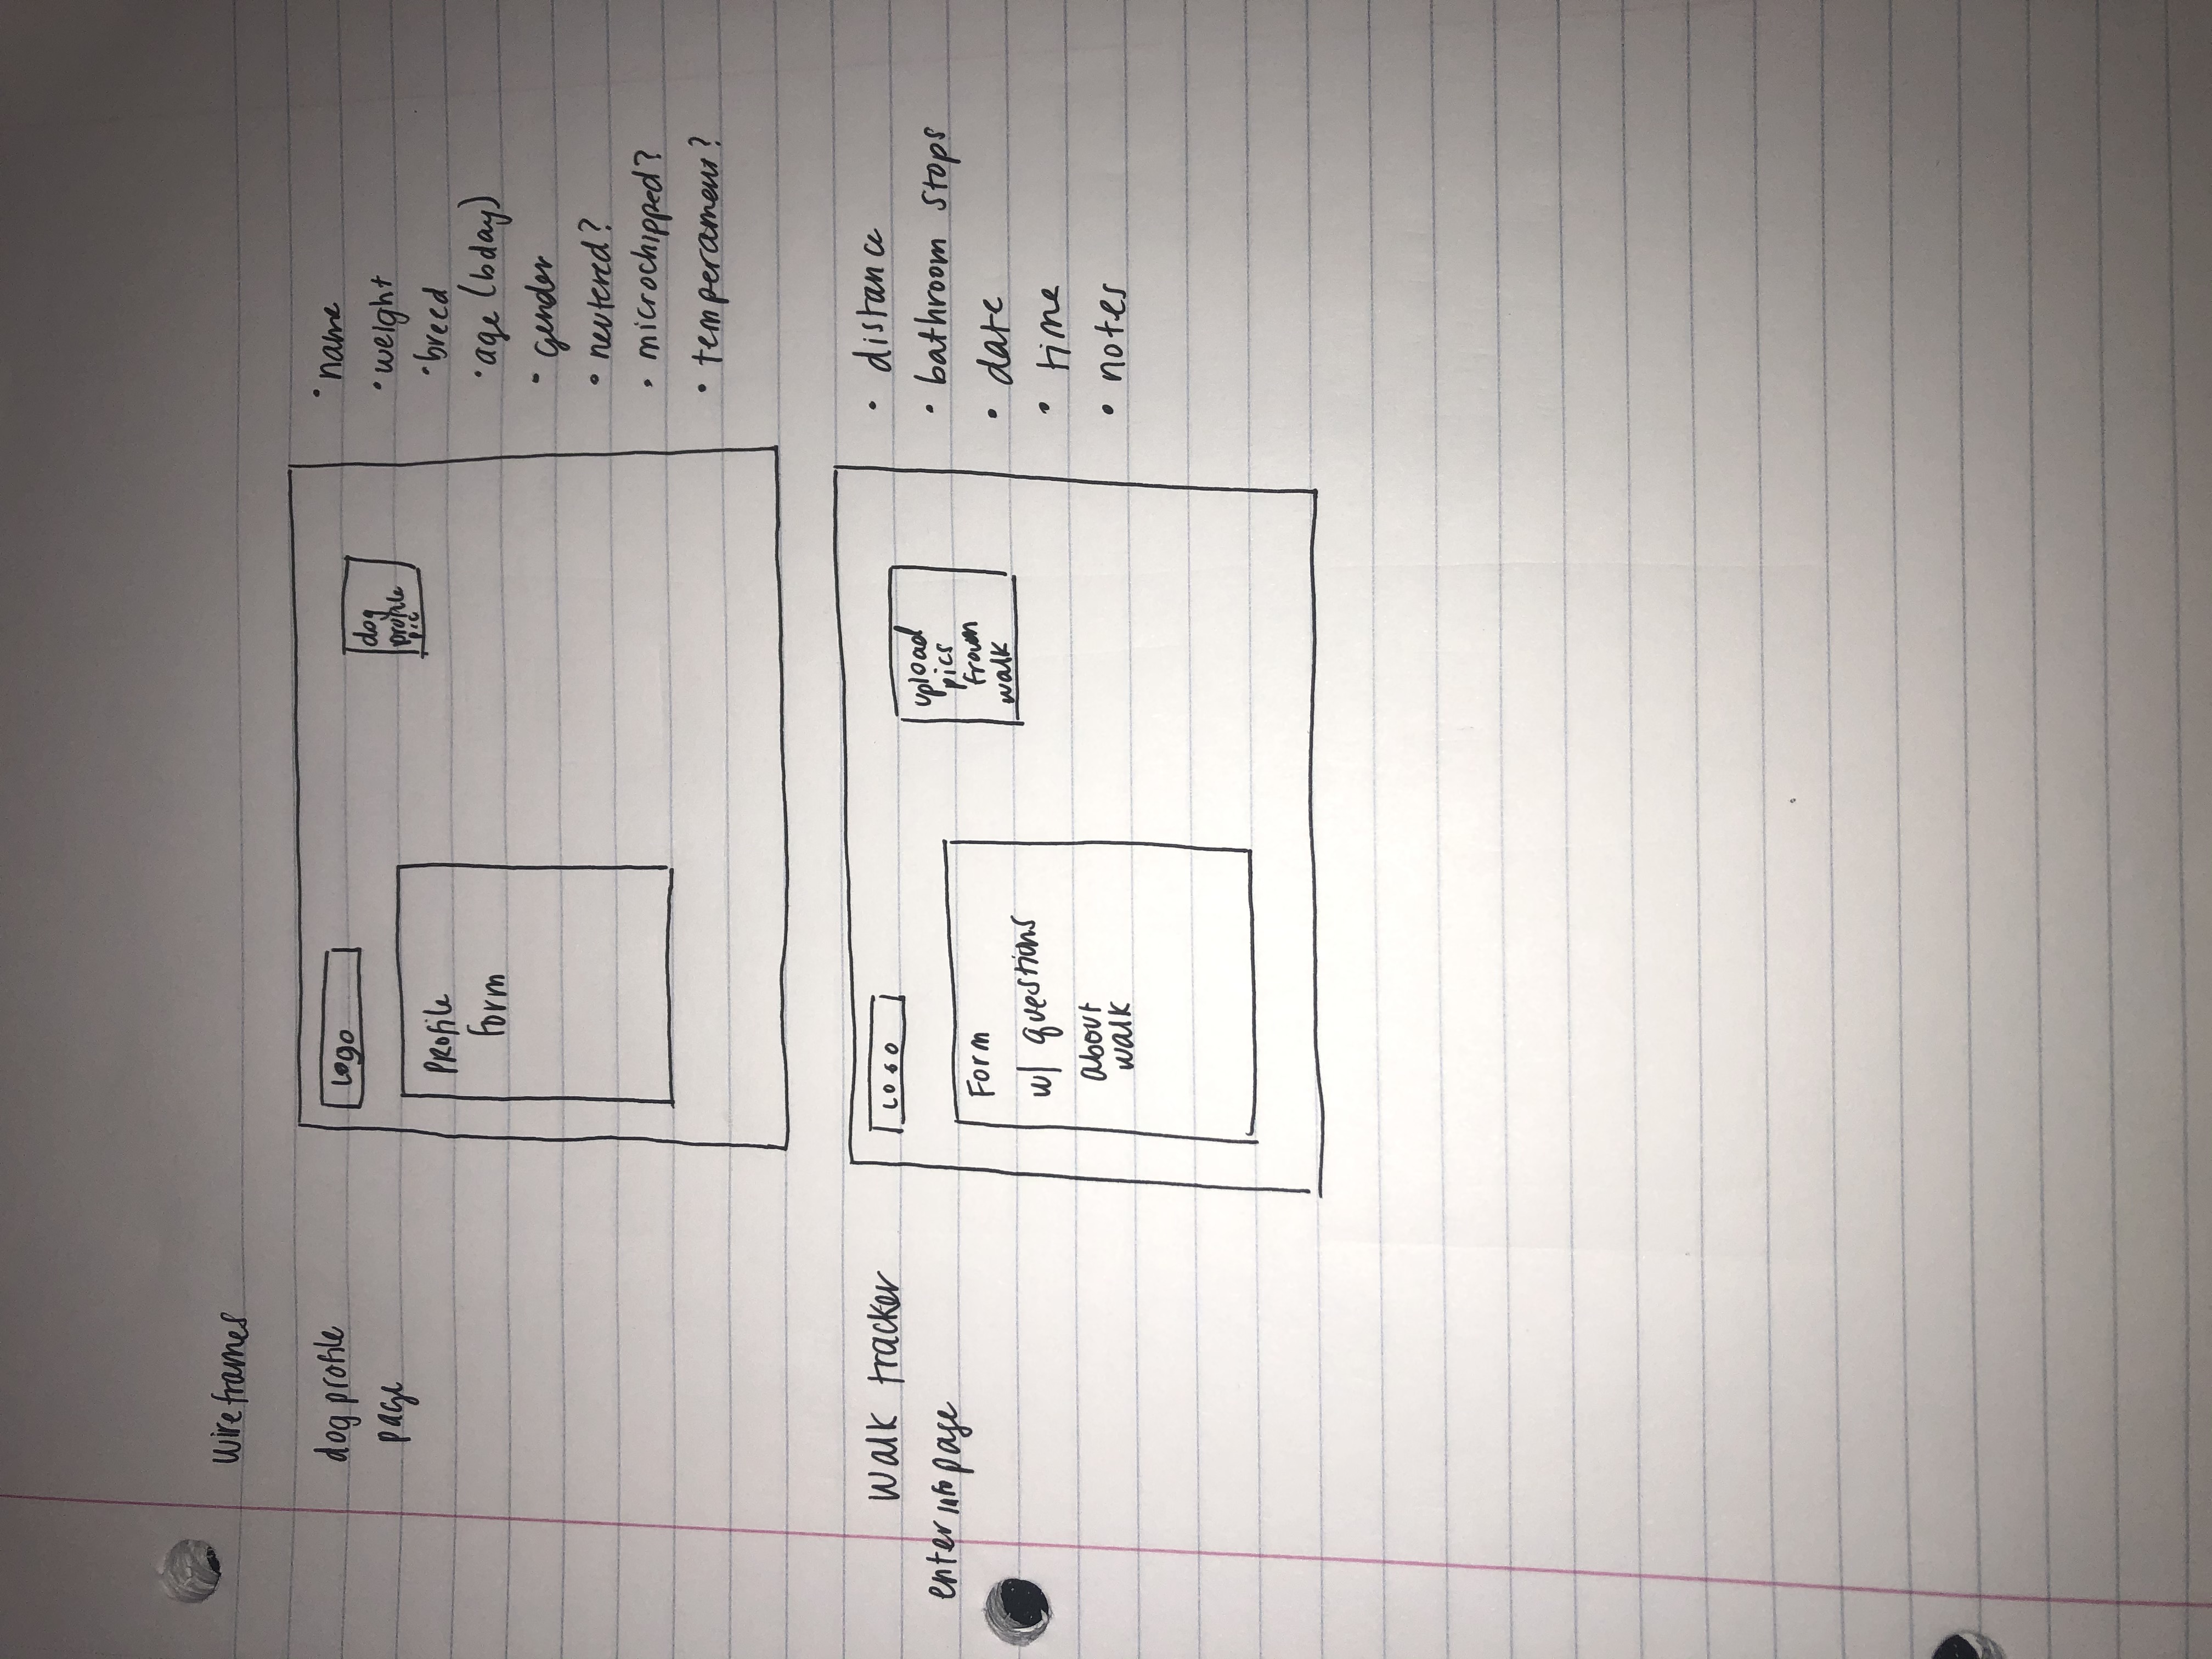 wireframes
dog profile
page
Logo
dog
profile
pic
Profile
form
• name
• weight
• breed
• age (bday)
• gender
• neutered?
• microchipped?
• temperament?
Walk tracker
enter info page
Logo
upload
pics
from
walk
Form
w/ questions
about
walk
• distance
• bathroom stops
• date
• time
• notes